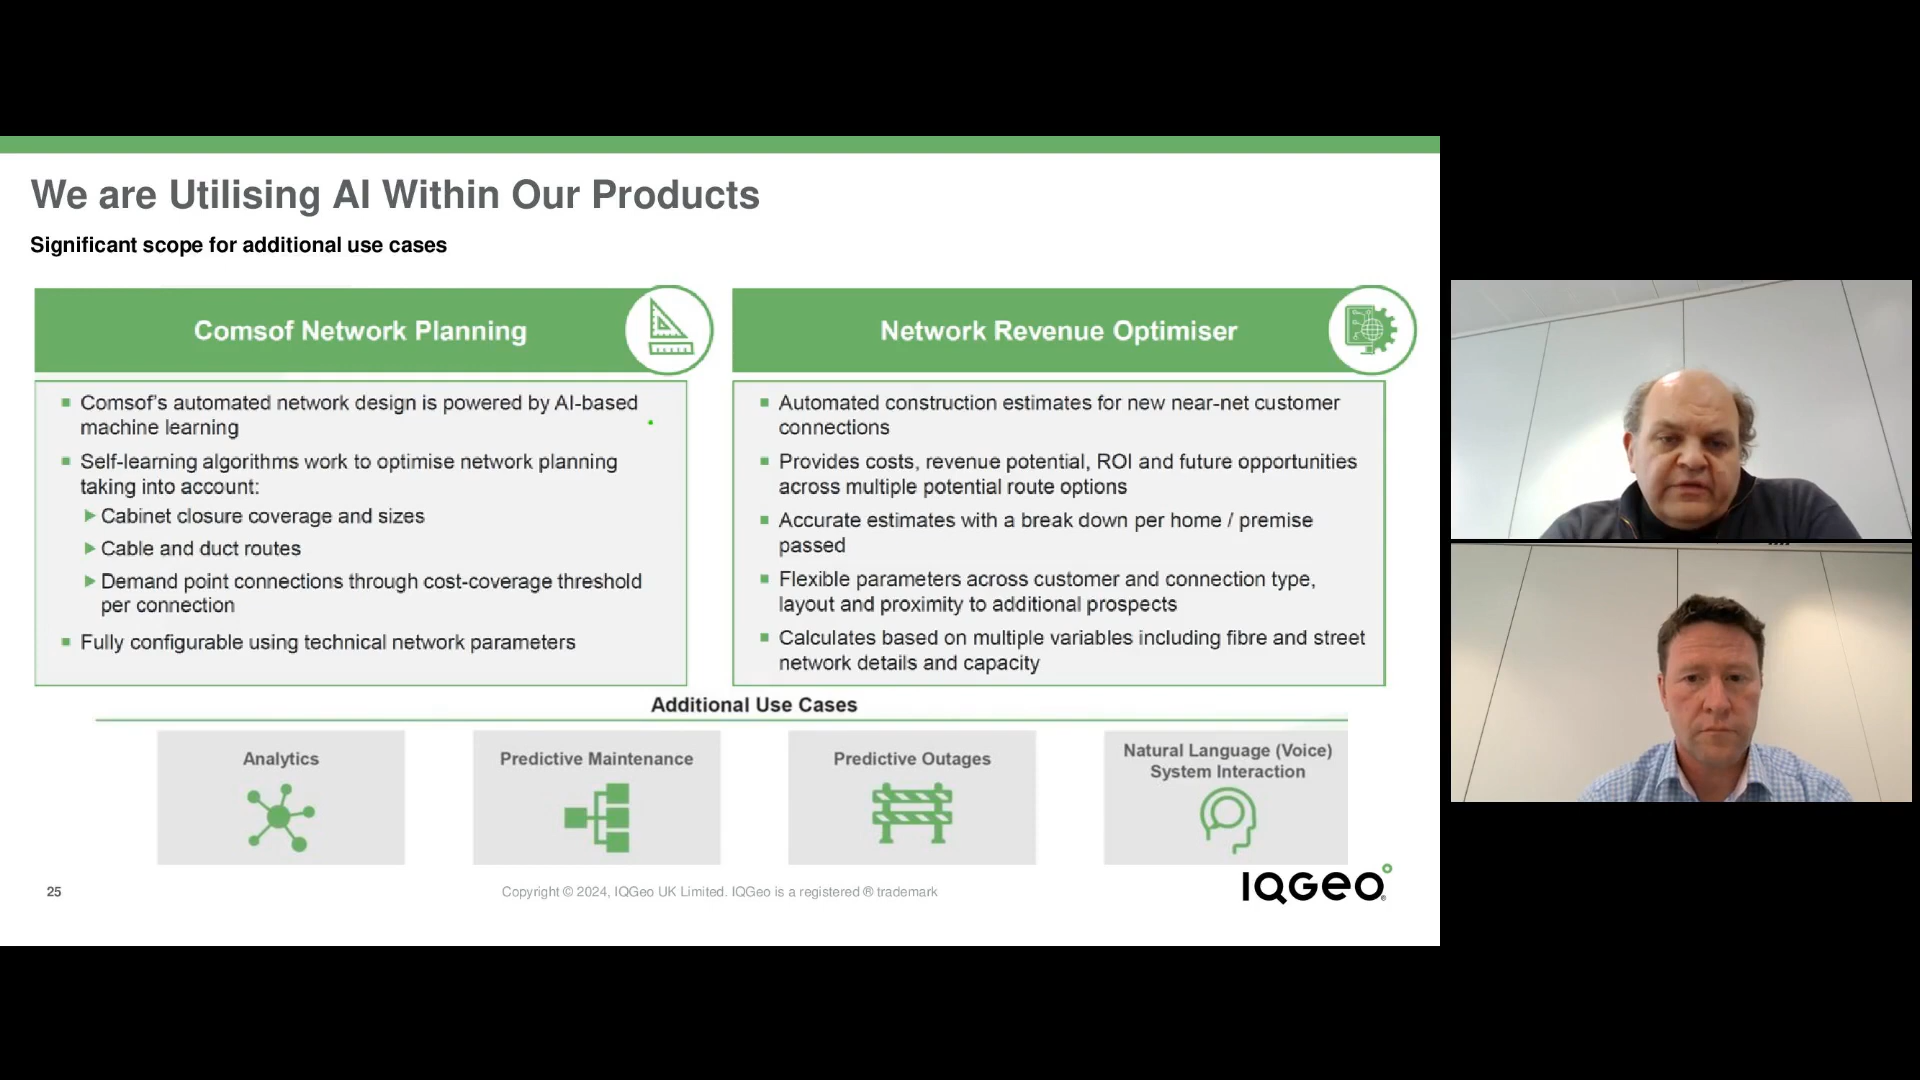 We are Utilising AI Within Our Products
Significant scope for additional use cases
Comsof Network Planning
Comsof's automated network design is powered by AI-based
machine learning
Self-learning algorithms work to optimise network planning
taking into account:
Cabinet closure coverage and sizes
Cable and duct routes
Demand point connections through cost-coverage threshold
per connection
Fully configurable using technical network parameters
Network Revenue Optimiser
Automated construction estimates for new near-net customer
connections
Provides costs, revenue potential, ROI and future opportunities
across multiple potential route options
Accurate estimates with a break down per home / premise
passed
Flexible parameters across customer and connection type,
layout and proximity to additional prospects
Calculates based on multiple variables including fibre and street
network details and capacity
Additional Use Cases
Analytics
Predictive Maintenance
Predictive Outages
Natural Language (Voice)
System Interaction
25
Copyright © 2024, IQGeo UK Limited. IQGeo is a registered ® trademark
IQGeo®